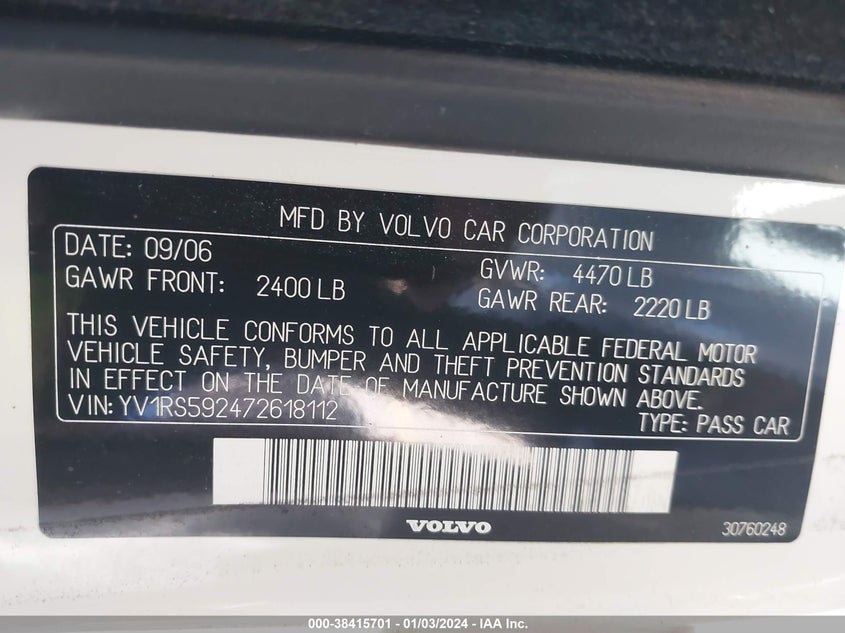 MFD BY VOLVO CAR CORPORATION
DATE: 09/06
GVWR: 4470 LB
GAWR FRONT: 2400 LB
GAWR REAR: 2220 LB
THIS VEHICLE CONFORMS TO ALL APPLICABLE FEDERAL MOTOR
VEHICLE SAFETY, BUMPER AND THEFT PREVENTION STANDARDS
IN EFFECT ON THE DATE OF MANUFACTURE SHOWN ABOVE.
VIN: YV1RS592472618112
TYPE: PASS CAR
VOLVO
30760248
000-38415701 - 01/03/2024 - IAA Inc.